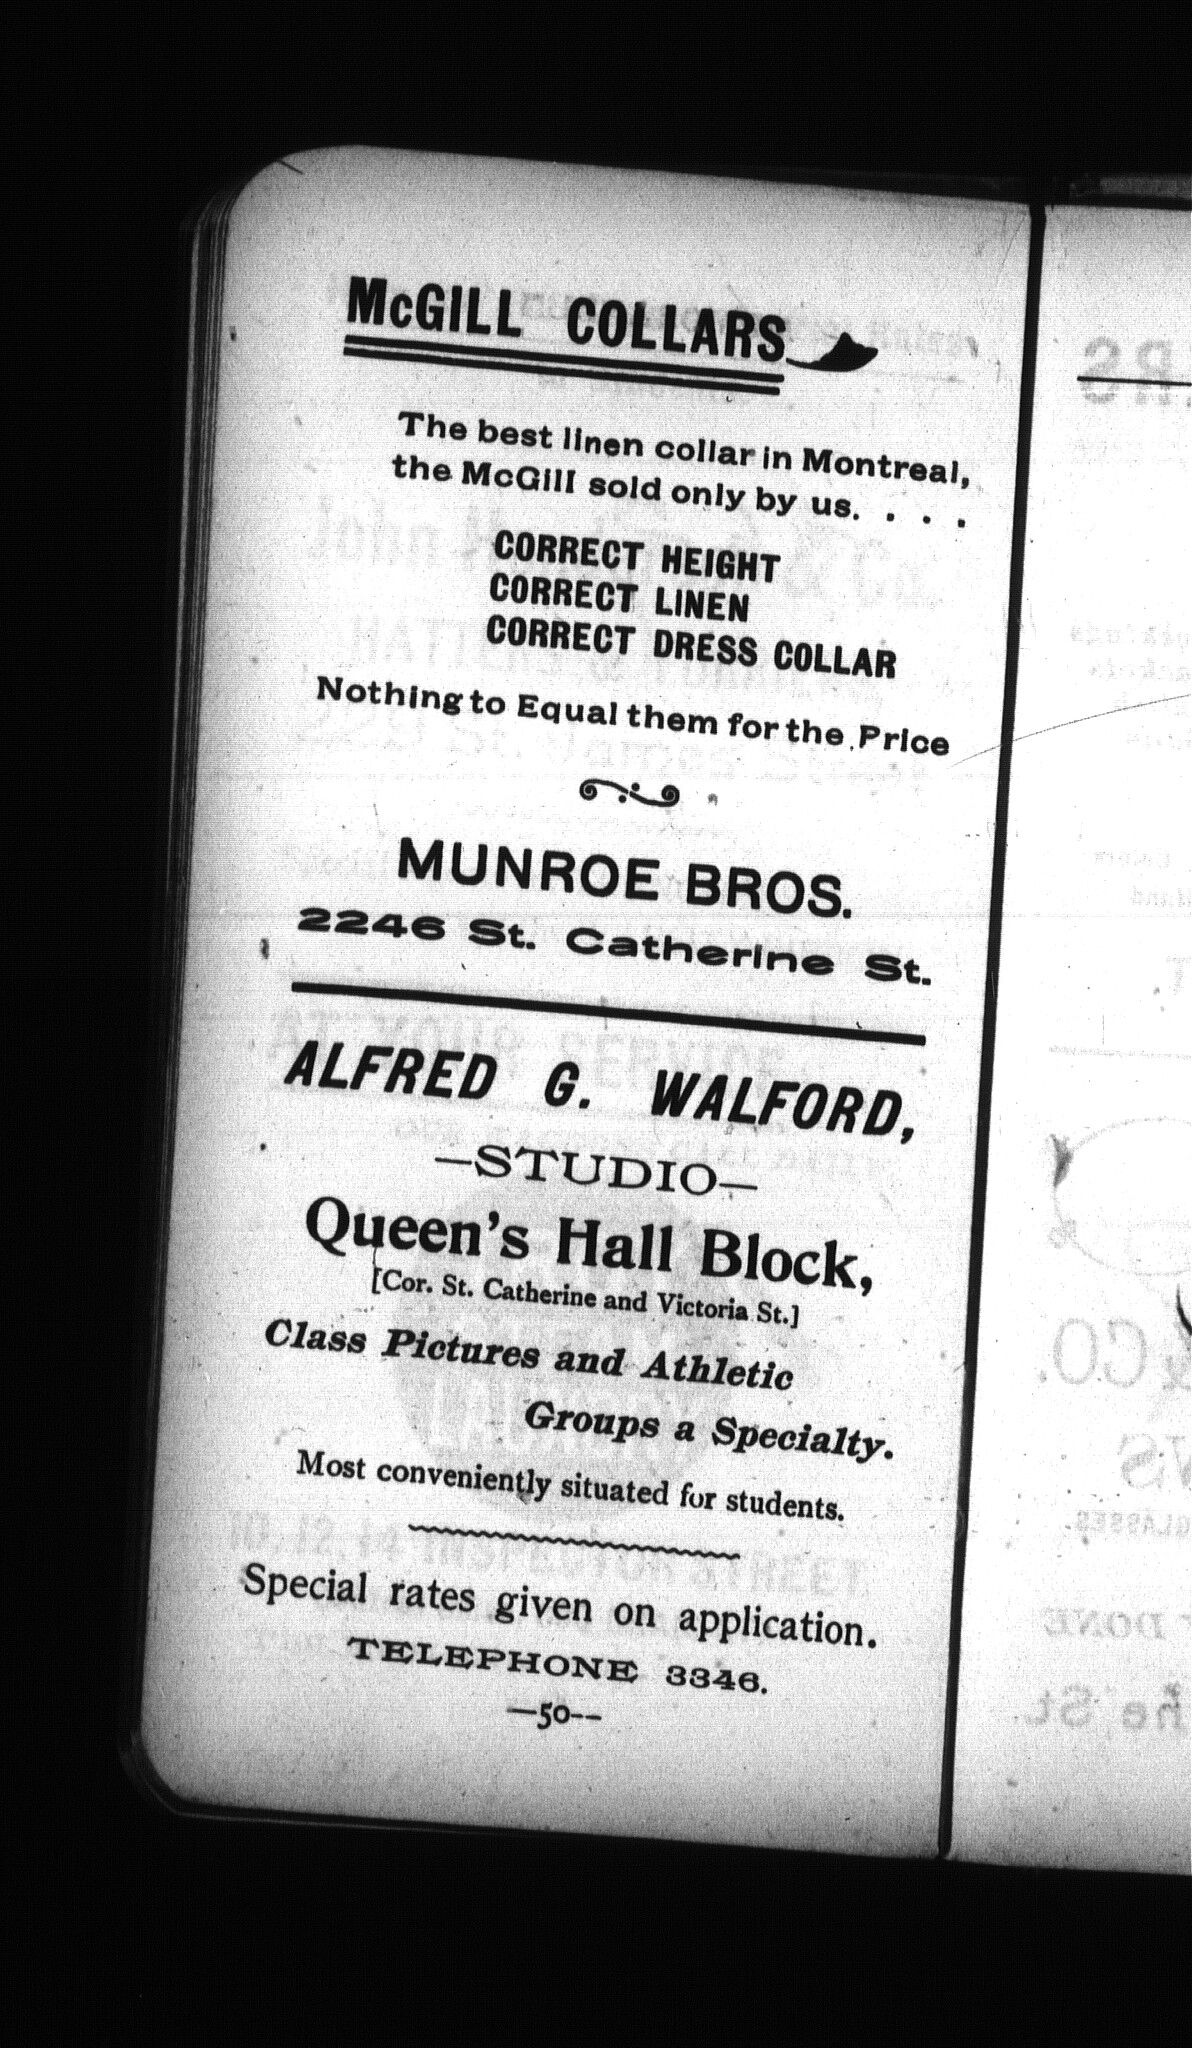 McGILL COLLARS
The best linen collar in Montreal,
the McGill sold only by us. . . .
CORRECT HEIGHT
CORRECT LINEN
CORRECT DRESS COLLAR
Nothing to Equal them for the Price
MUNROE BROS.
2246 St. Catherine St.
ALFRED G. WALFORD,
—STUDIO—
Queen's Hall Block,
[Cor. St. Catherine and Victoria St.]
Class Pictures and Athletic
Groups a Specialty.
Most conveniently situated for students.
Special rates given on application.
TELEPHONE 3346.
—50--